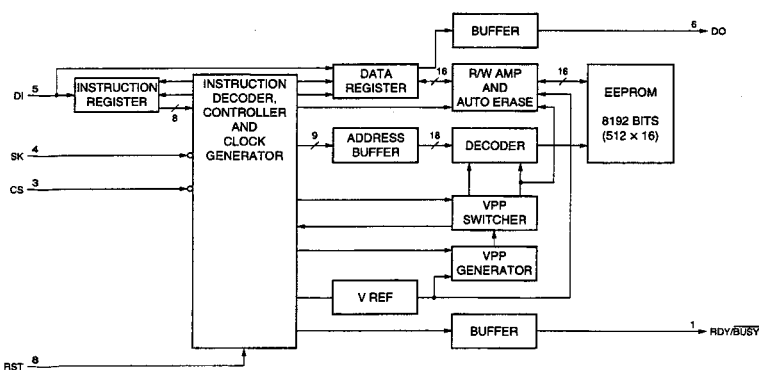 BUFFER
6
DO
DI
5
INSTRUCTION
REGISTER
8
INSTRUCTION
DECODER,
CONTROLLER
AND
CLOCK
GENERATOR
DATA
REGISTER
16
R/W AMP
AND
AUTO ERASE
16
EEPROM
8192 BITS
(512 × 16)
SK
4
9
ADDRESS
BUFFER
18
DECODER
CS
3
VPP
SWITCHER
VPP
GENERATOR
V REF
BUFFER
1
RDY/BUSY
RST
8